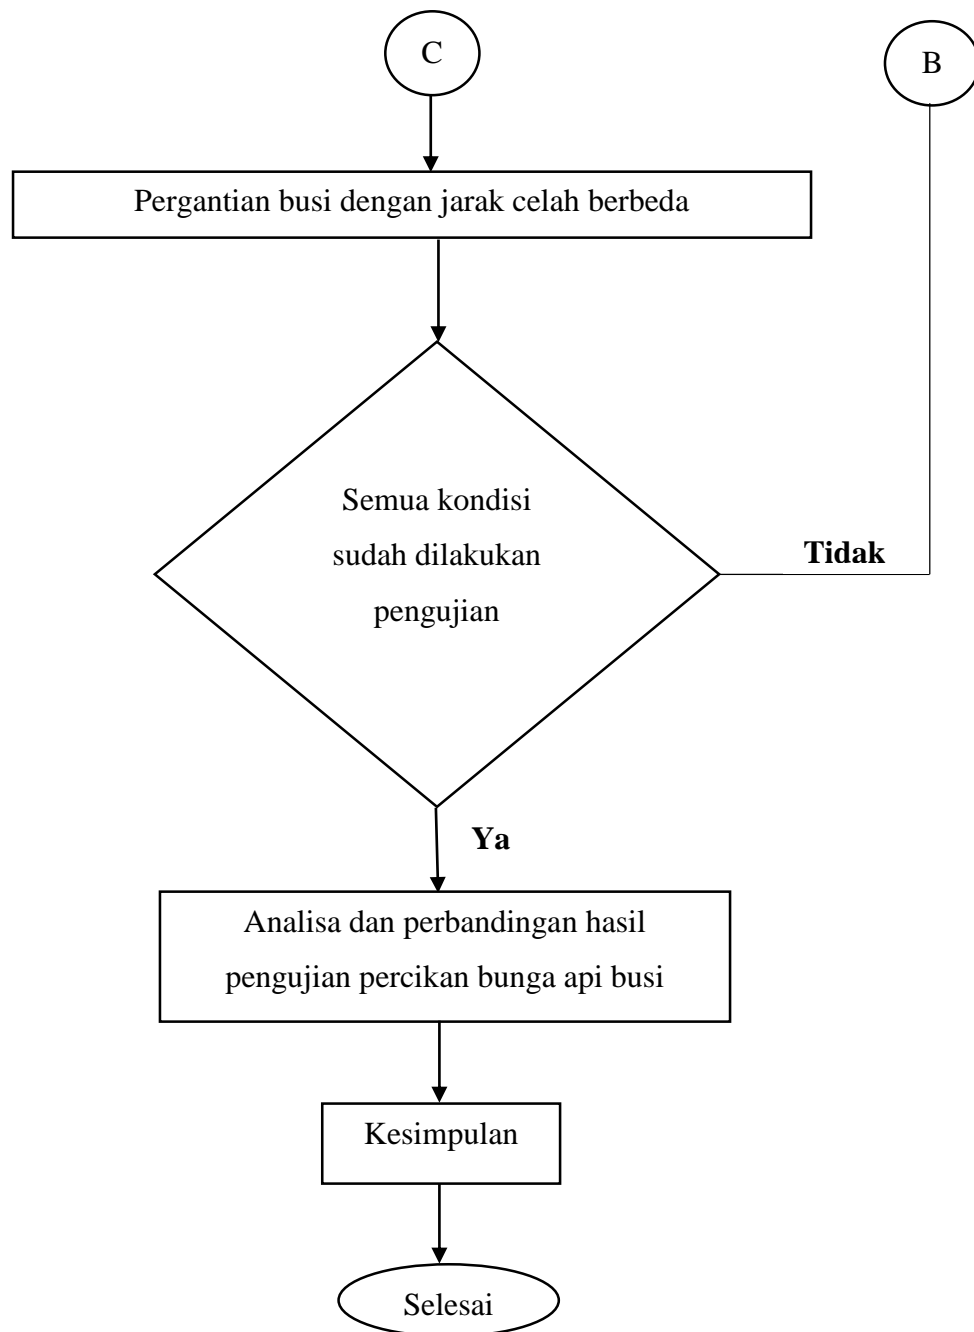 C
B
Pergantian busi dengan jarak celah berbeda
Semua kondisi
sudah dilakukan
pengujian
Tidak
Ya
Analisa dan perbandingan hasil
pengujian percikan bunga api busi
Kesimpulan
Selesai